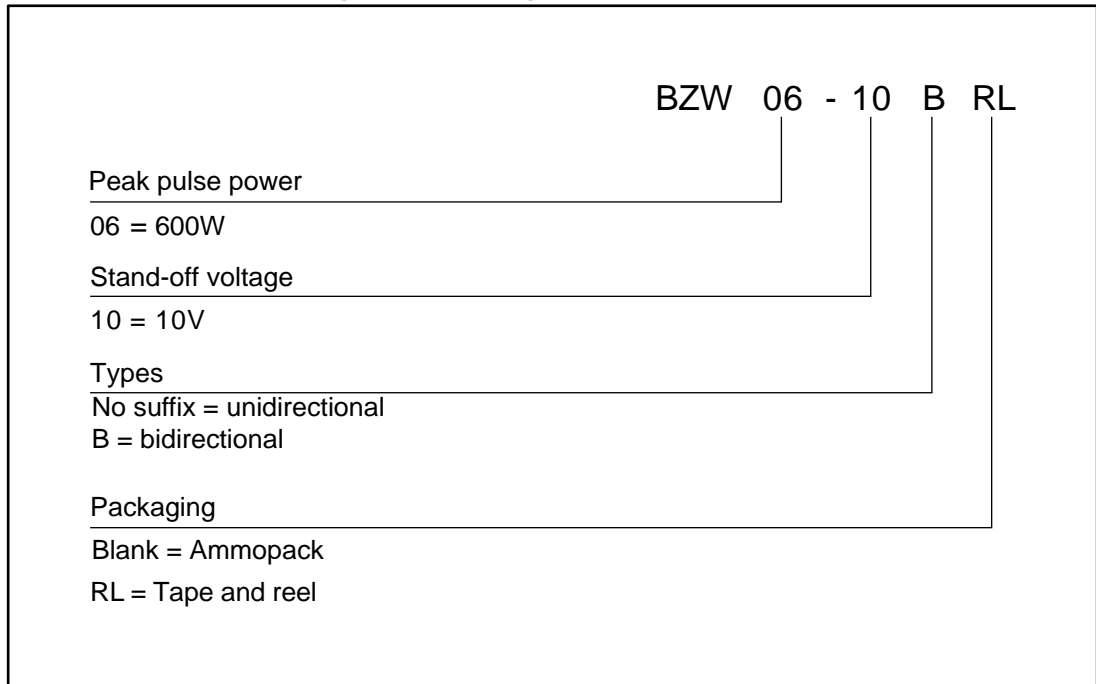 BZW 06 - 10 B RL
Peak pulse power
06 = 600W
Stand-off voltage
10 = 10V
Types
No suffix = unidirectional
B = bidirectional
Packaging
Blank = Ammopack
RL = Tape and reel